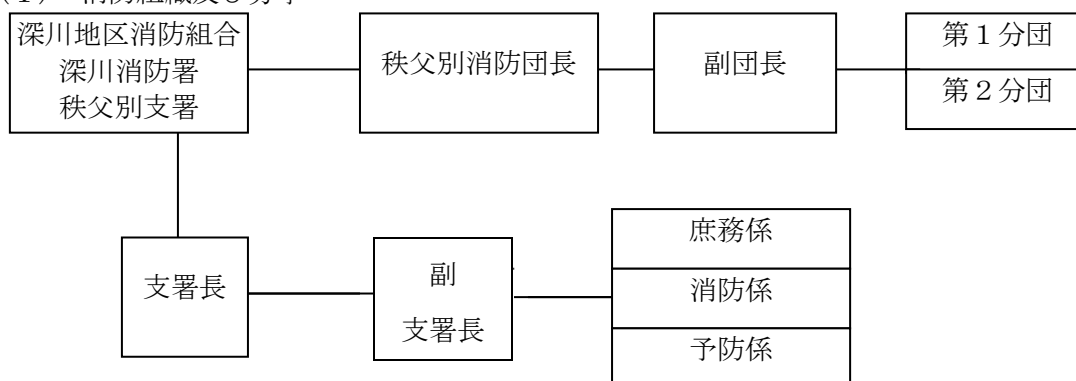 深川地区消防組合
深川消防署
秩父別支署
秩父別消防団長
副団長
第１分団
第２分団
支署長
副
支署長
庶務係
消防係
予防係